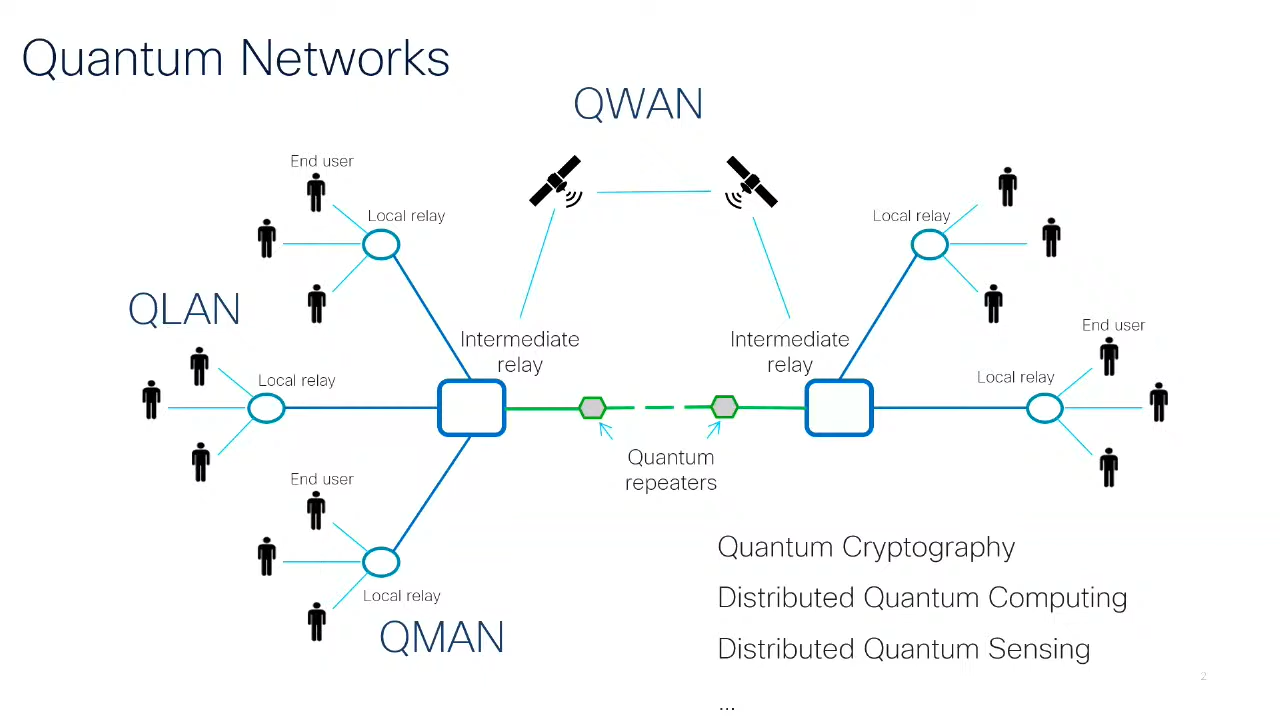 Quantum Networks
QWAN
End user
Local relay
Local relay
QLAN
End user
Intermediate
relay
Intermediate
relay
Local relay
Local relay
Quantum
repeaters
End user
Quantum Cryptography
Distributed Quantum Computing
Local relay
QMAN
Distributed Quantum Sensing
2
...